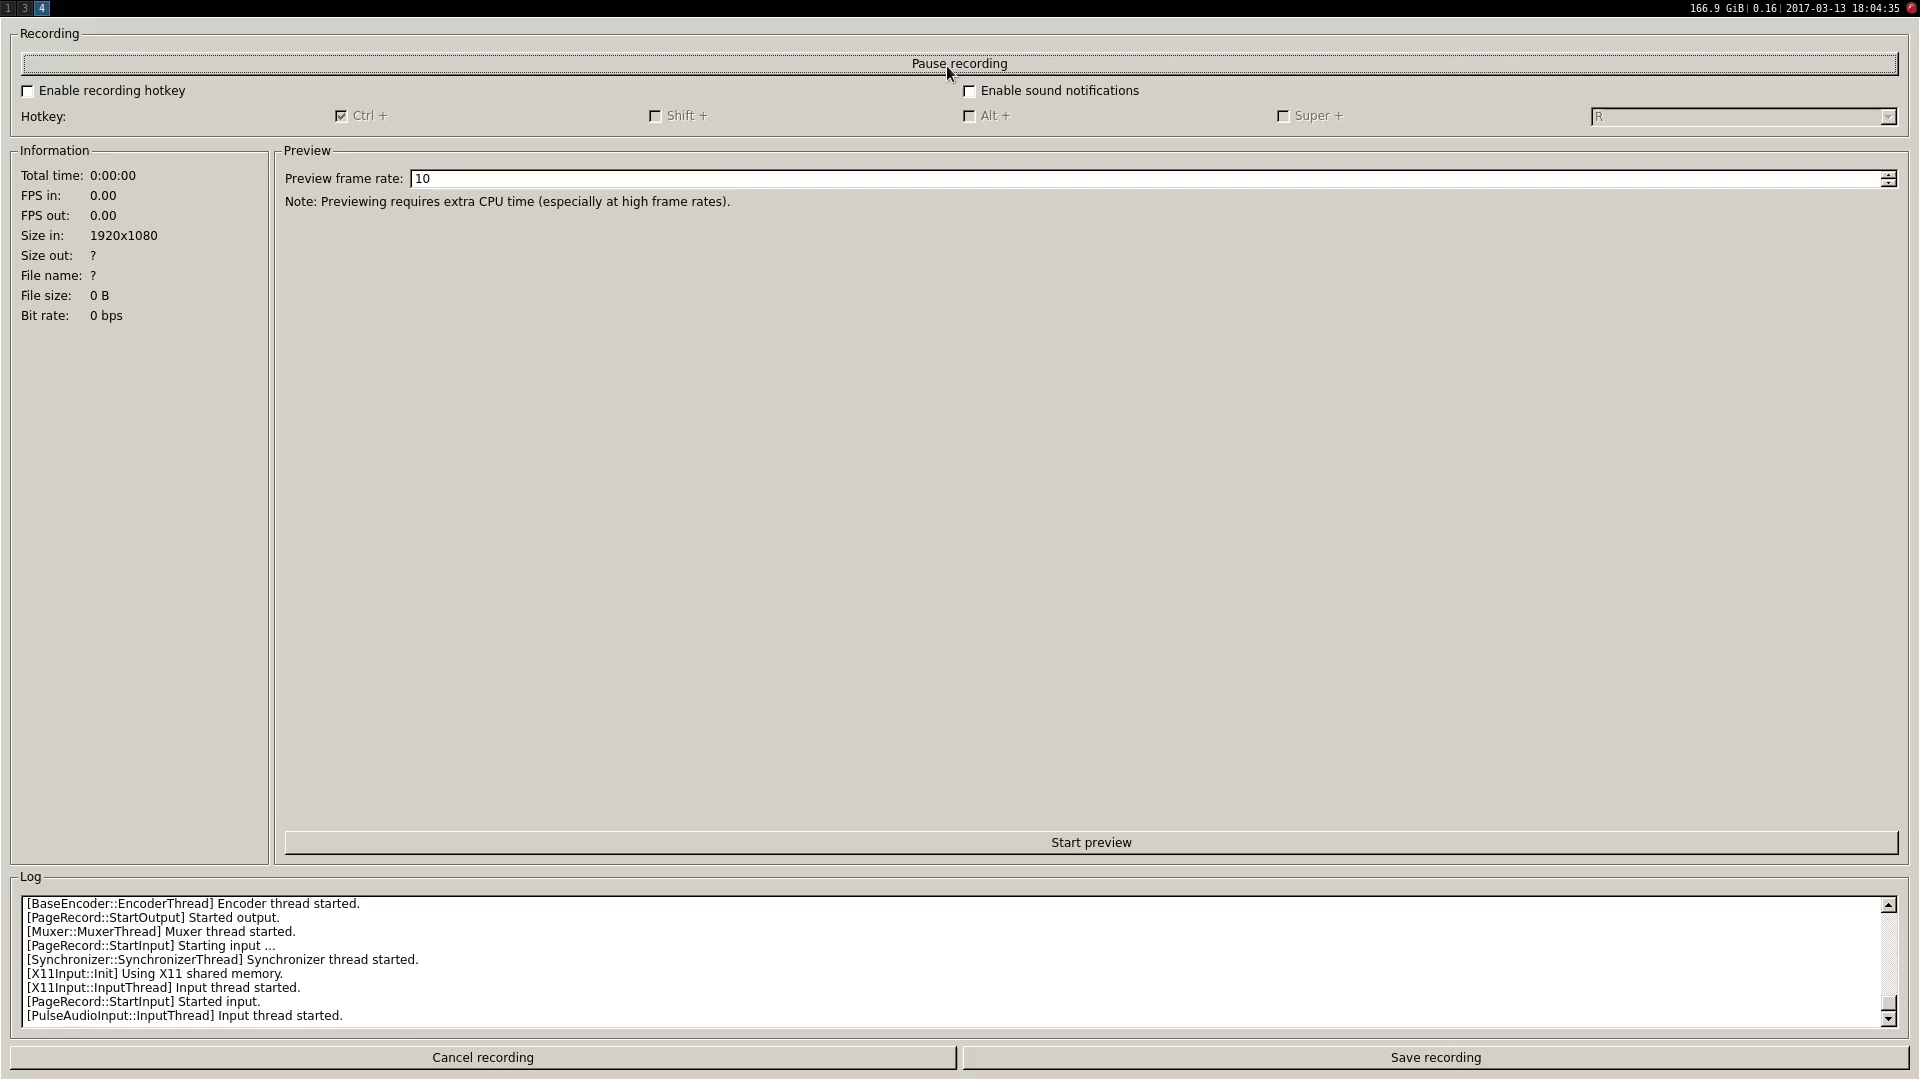 1 3 4 166.9 GiB| 0.16| 2017-03-13 18:04:35
Recording
Pause recording
Enable recording hotkey Enable sound notifications
Hotkey: Ctrl + Shift + Alt + Super + R
Information
Total time: 0:00:00
FPS in: 0.00
FPS out: 0.00
Size in: 1920x1080
Size out: ?
File name: ?
File size: 0 B
Bit rate: 0 bps
Preview
Preview frame rate: 10
Note: Previewing requires extra CPU time (especially at high frame rates).
Start preview
Log
[BaseEncoder::EncoderThread] Encoder thread started.
[PageRecord::StartOutput] Started output.
[Muxer::MuxerThread] Muxer thread started.
[PageRecord::StartInput] Starting input ...
[Synchronizer::SynchronizerThread] Synchronizer thread started.
[X11Input::Init] Using X11 shared memory.
[X11Input::InputThread] Input thread started.
[PageRecord::StartInput] Started input.
[PulseAudioInput::InputThread] Input thread started.
Cancel recording Save recording